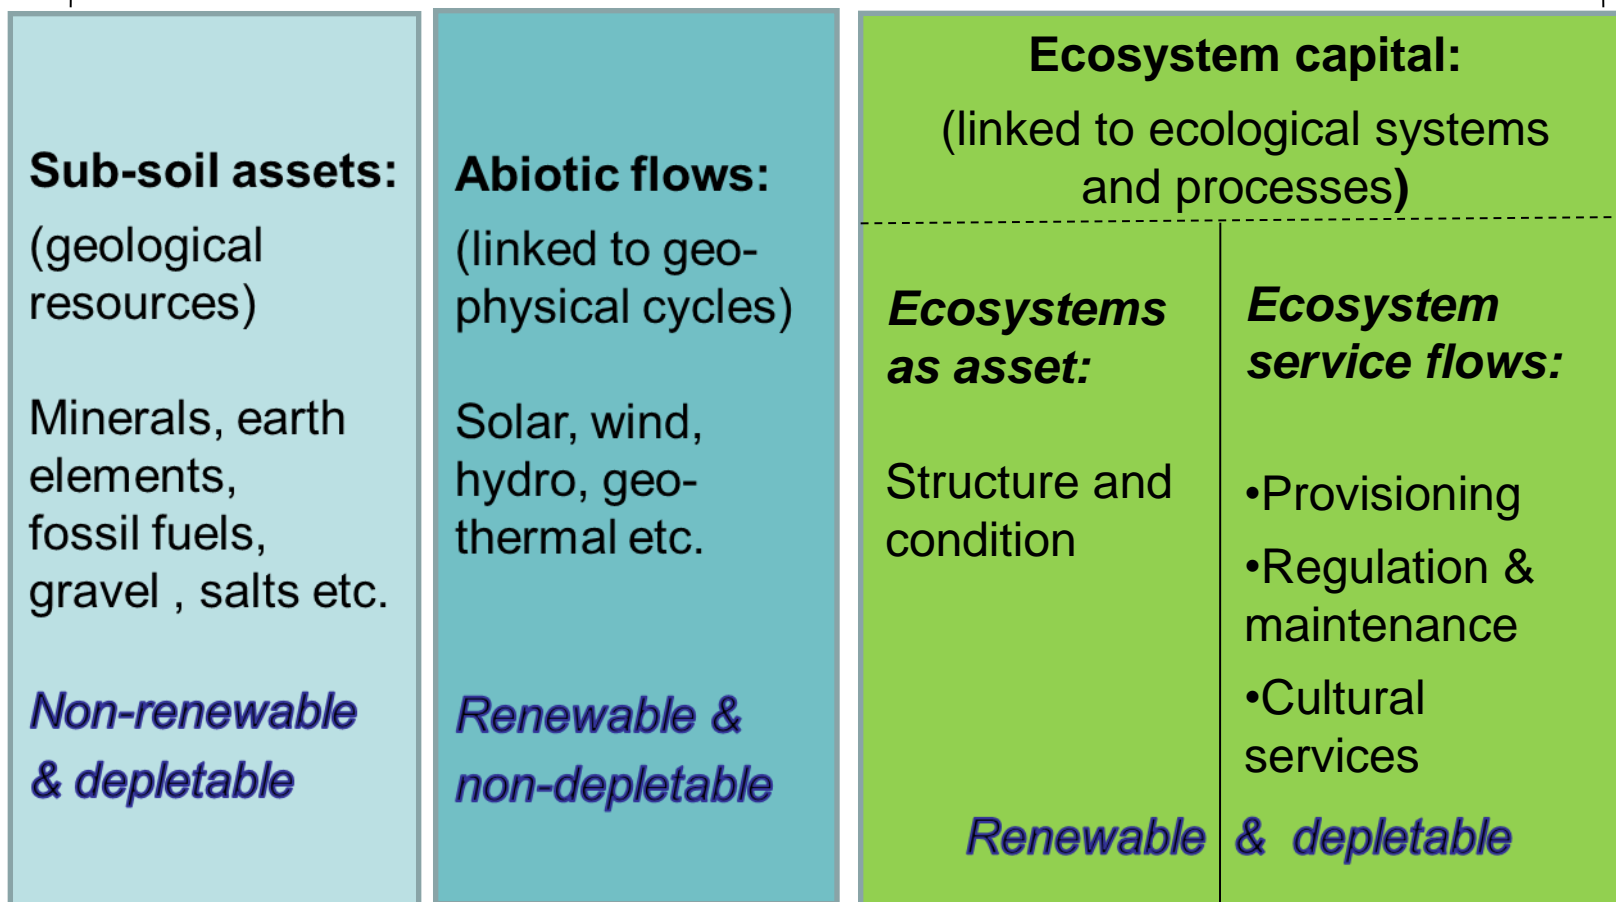 Sub-soil assets:
(geological
resources)
Minerals, earth
elements,
fossil fuels,
gravel , salts etc.
Non-renewable
& depletable
Abiotic flows:
(linked to geo-
physical cycles)
Solar, wind,
hydro, geo-
thermal etc.
Renewable &
non-depletable
Ecosystem capital:
(linked to ecological systems
and processes)
Ecosystems
as asset:
Structure and
condition
Ecosystem
service flows:
•Provisioning
•Regulation &
maintenance
•Cultural
services
Renewable & depletable